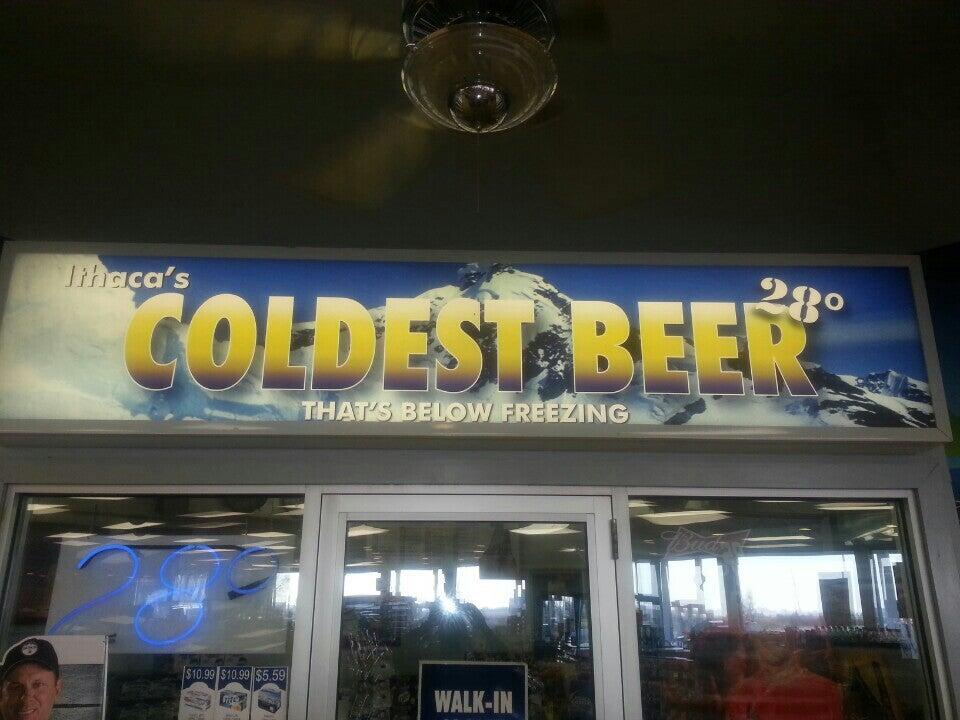 Ithaca's
COLDEST BEER 28°
THAT'S BELOW FREEZING
28°
$10.99 $10.99 $5.59
WALK-IN